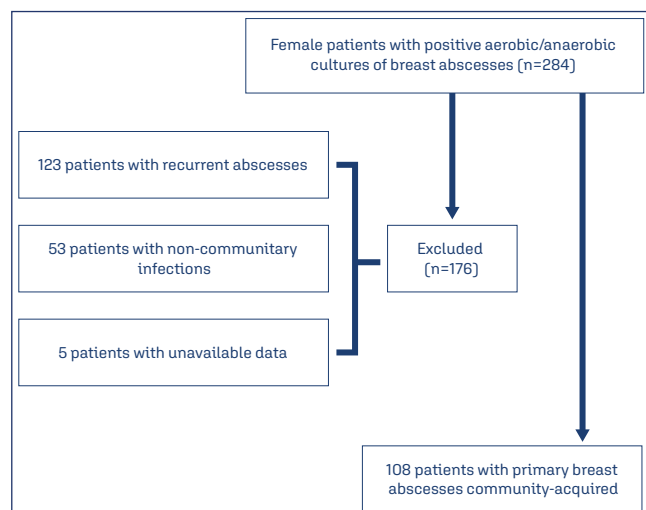 Female patients with positive aerobic/anaerobic
cultures of breast abscesses (n=284)
123 patients with recurrent abscesses
53 patients with non-communitary
infections
Excluded
(n=176)
5 patients with unavailable data
108 patients with primary breast
abscesses community-acquired